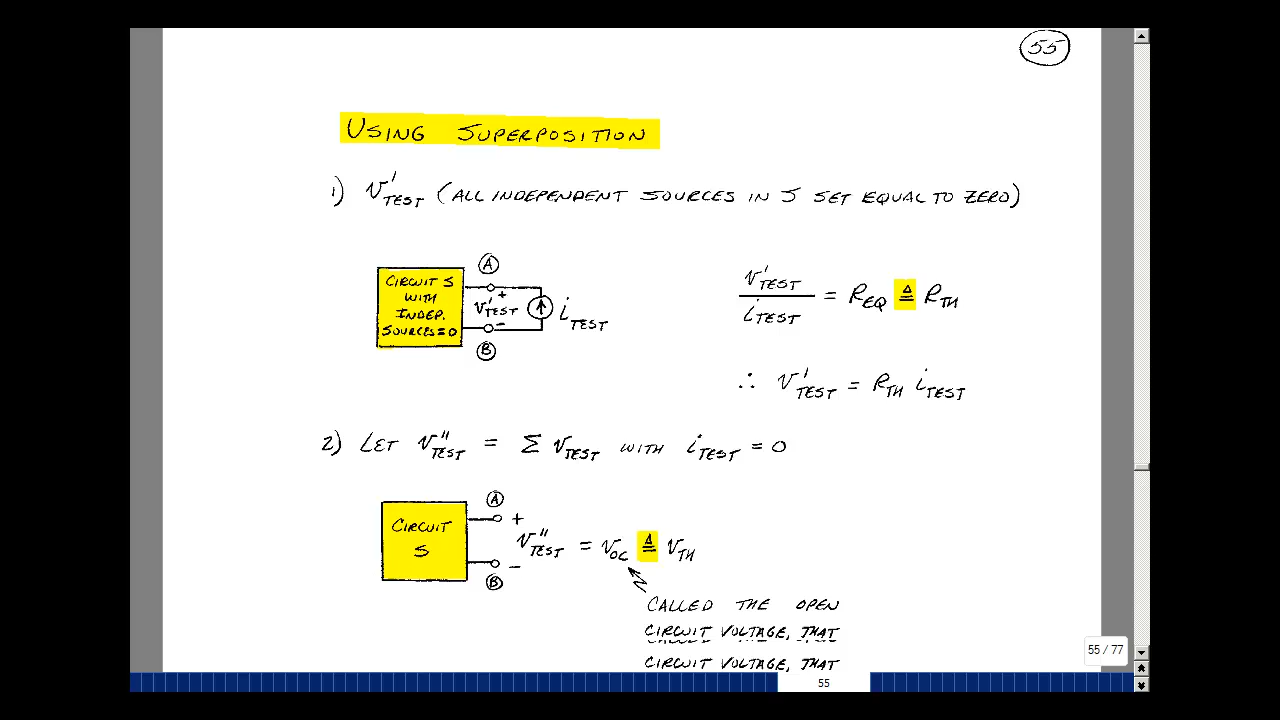 55
USING SUPERPOSITION
1) V'TEST (ALL INDEPENDENT SOURCES IN S SET EQUAL TO ZERO)
CIRCUIT S
WITH
INDEP.
SOURCES=0
A
+
V'TEST
-
B
iTEST
V'TEST / iTEST = REQ ≜ RTH
∴ V'TEST = RTH iTEST
2) LET V''TEST = Σ VTEST WITH iTEST = 0
CIRCUIT
S
A
+
V''TEST = VOC ≜ VTH
-
B
CALLED THE OPEN
CIRCUIT VOLTAGE, THAT
CIRCUIT VOLTAGE, THAT
55 / 77
55